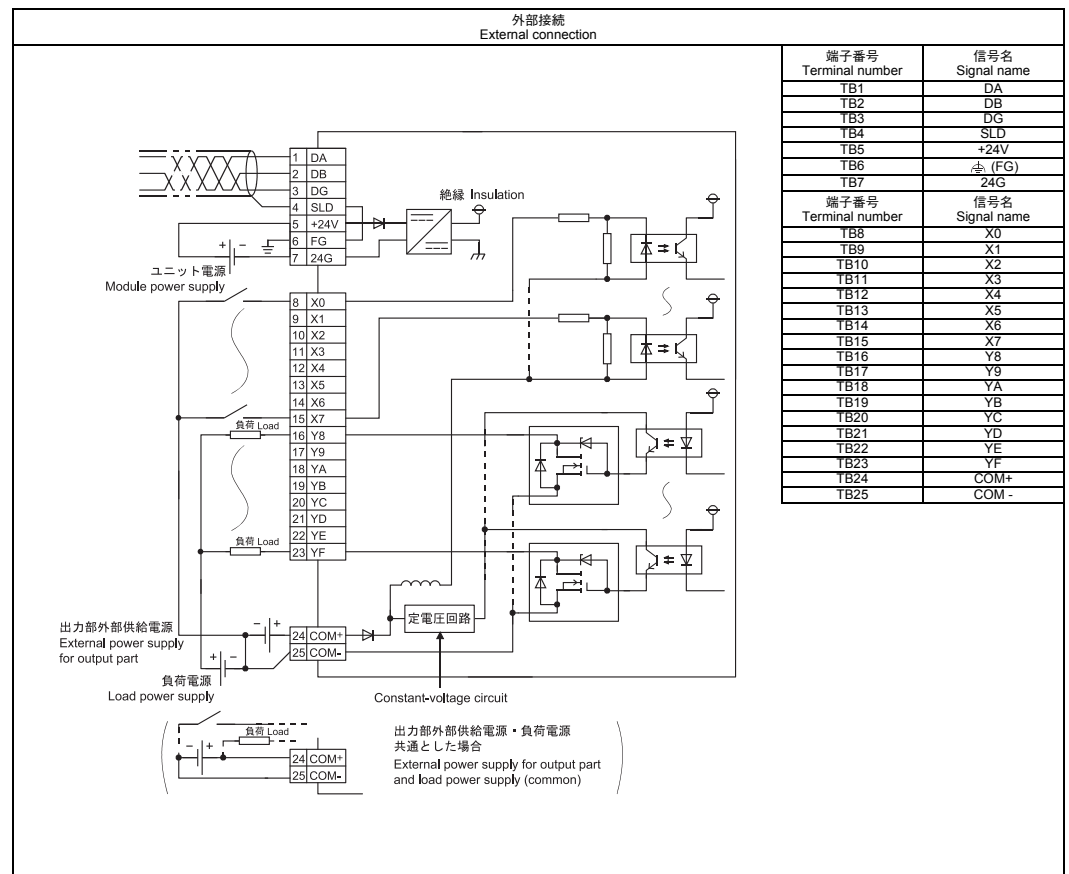 外部接続
External connection
端子番号 信号名
Terminal number Signal name
TB1 DA
TB2 DB
TB3 DG
TB4 SLD
TB5 +24V
TB6 (FG)
TB7 24G
端子番号 信号名
Terminal number Signal name
TB8 X0
TB9 X1
TB10 X2
TB11 X3
TB12 X4
TB13 X5
TB14 X6
TB15 X7
TB16 Y8
TB17 Y9
TB18 YA
TB19 YB
TB20 YC
TB21 YD
TB22 YE
TB23 YF
TB24 COM+
TB25 COM -
1 DA
2 DB
3 DG
4 SLD
5 +24V
6 FG
7 24G
絶縁 Insulation
+ −
ユニット電源
Module power supply
8 X0
9 X1
10 X2
11 X3
12 X4
13 X5
14 X6
15 X7
負荷 Load
16 Y8
17 Y9
18 YA
19 YB
20 YC
21 YD
22 YE
負荷 Load
23 YF
定電圧回路
出力部外部供給電源
External power supply
for output part
− +
24 COM+
25 COM-
+ −
負荷電源
Load power supply
Constant-voltage circuit
負荷 Load
− +
24 COM+
25 COM-
出力部外部供給電源・負荷電源
共通とした場合
External power supply for output part
and load power supply (common)